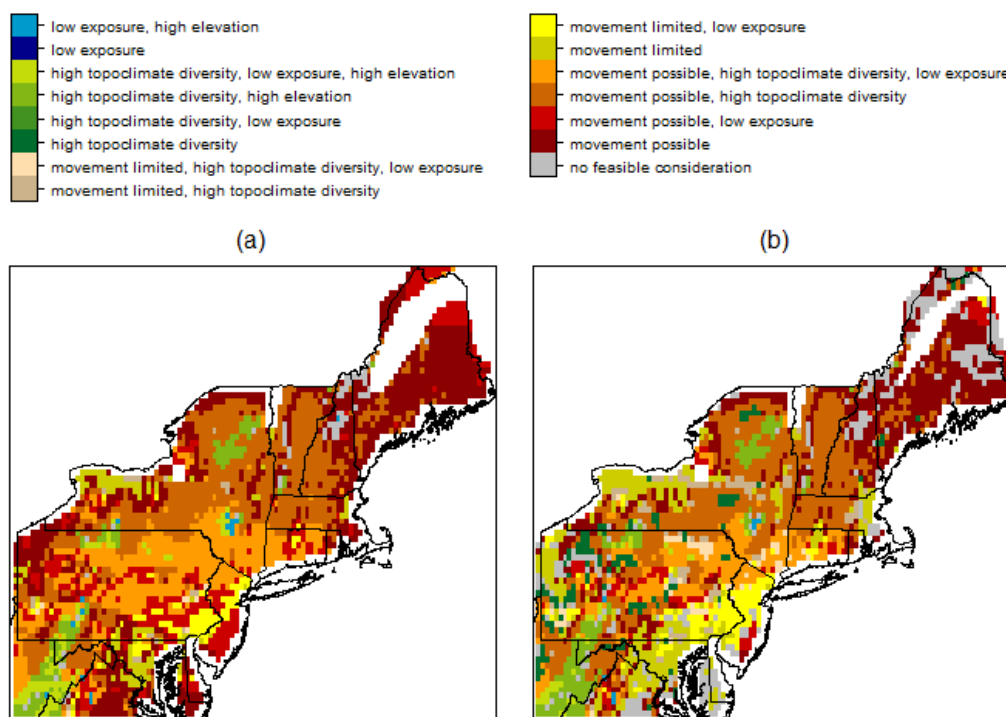 low exposure, high elevation
low exposure
high topoclimate diversity, low exposure, high elevation
high topoclimate diversity, high elevation
high topoclimate diversity, low exposure
high topoclimate diversity
movement limited, high topoclimate diversity, low exposure
movement limited, high topoclimate diversity
movement limited, low exposure
movement limited
movement possible, high topoclimate diversity, low exposure
movement possible, high topoclimate diversity
movement possible, low exposure
movement possible
no feasible consideration
(a)
(b)